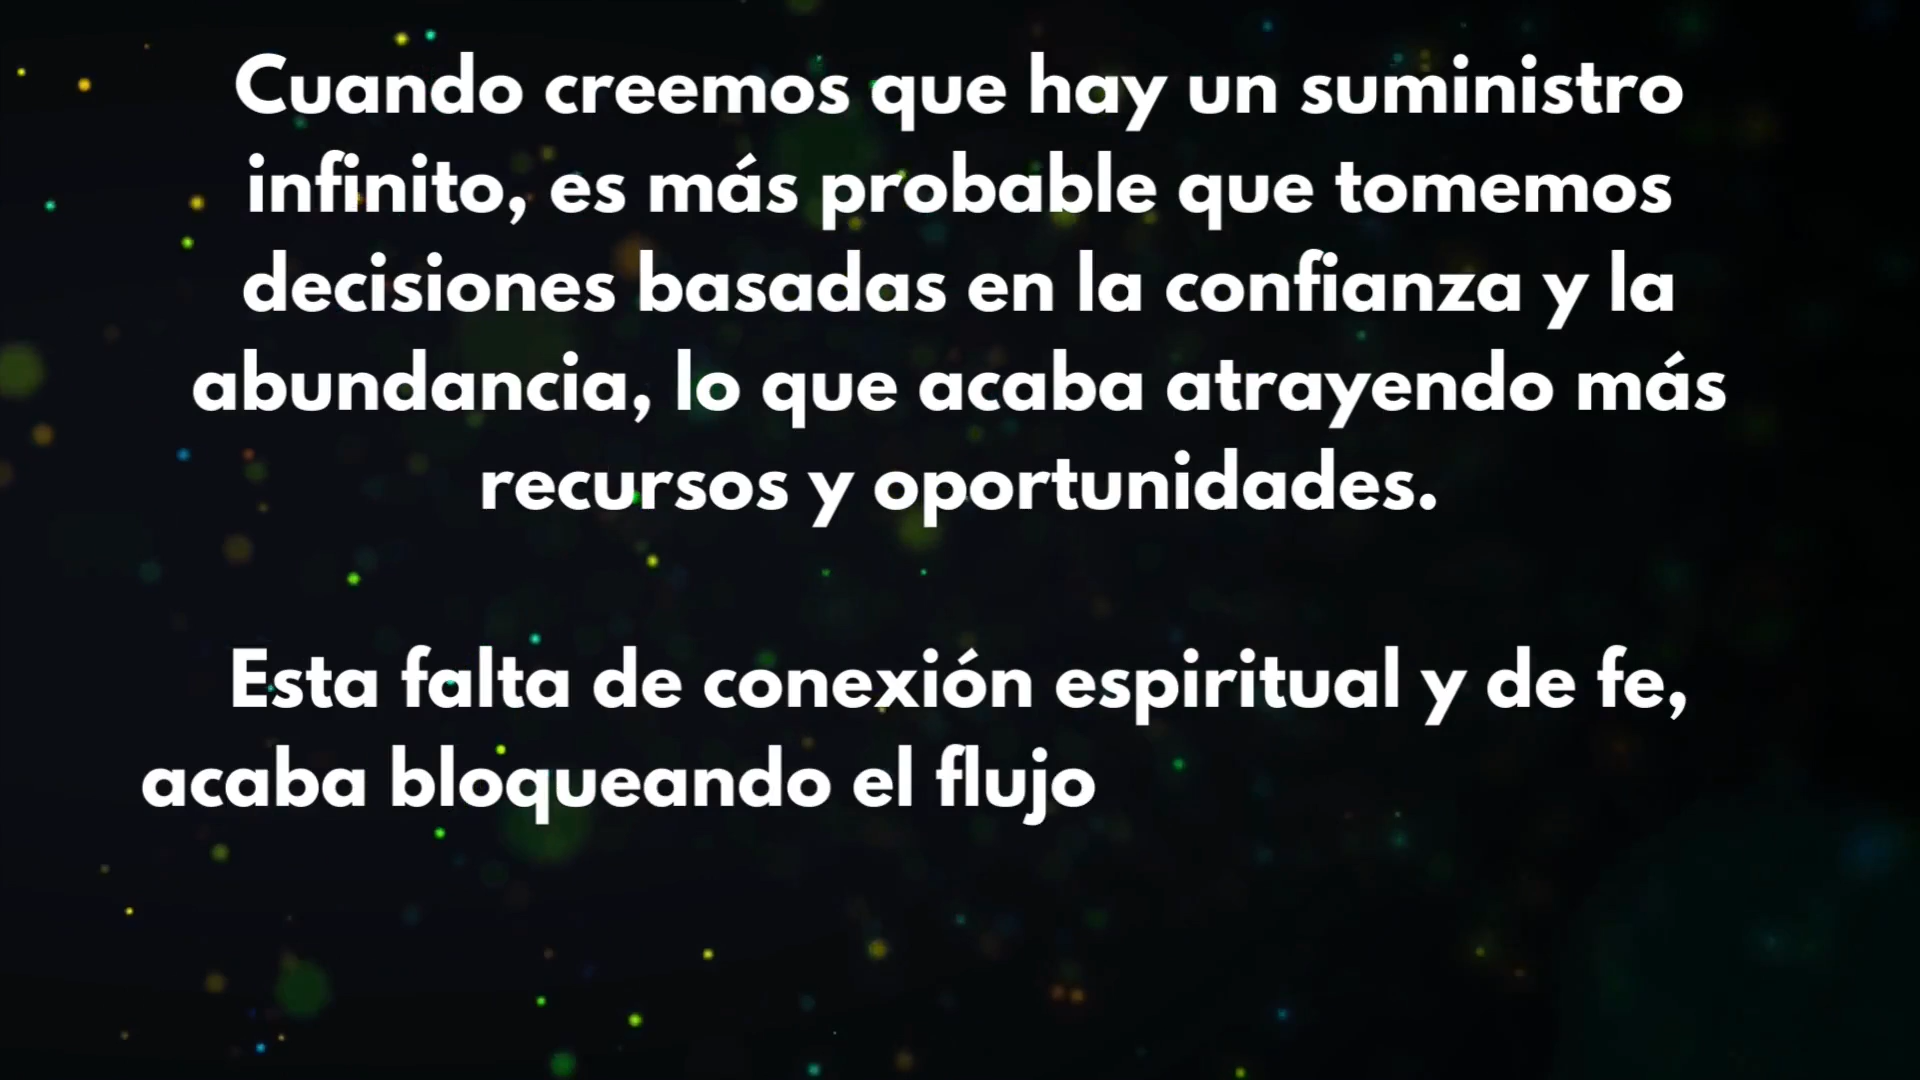 Cuando creemos que hay un suministro
infinito, es más probable que tomemos
decisiones basadas en la confianza y la
abundancia, lo que acaba atrayendo más
recursos y oportunidades.
Esta falta de conexión espiritual y de fe,
acaba bloqueando el flujo